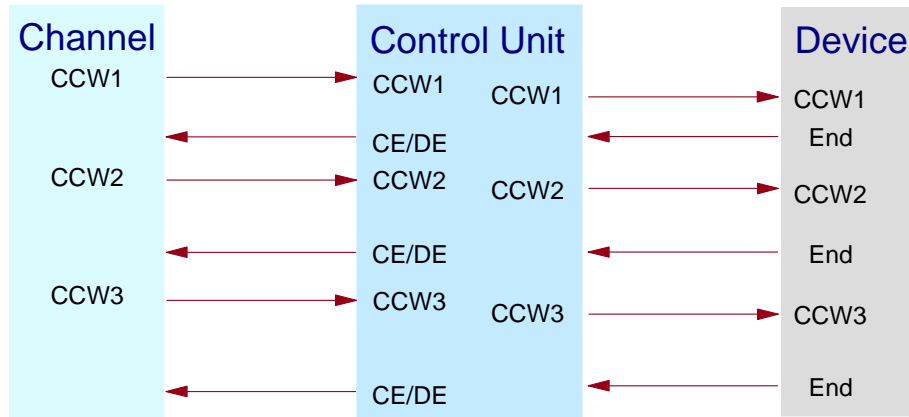 Channel
Control Unit
Device
CCW1
CCW1
CCW1
CCW1
CE/DE
End
CCW2
CCW2
CCW2
CCW2
CE/DE
End
CCW3
CCW3
CCW3
CCW3
CE/DE
End